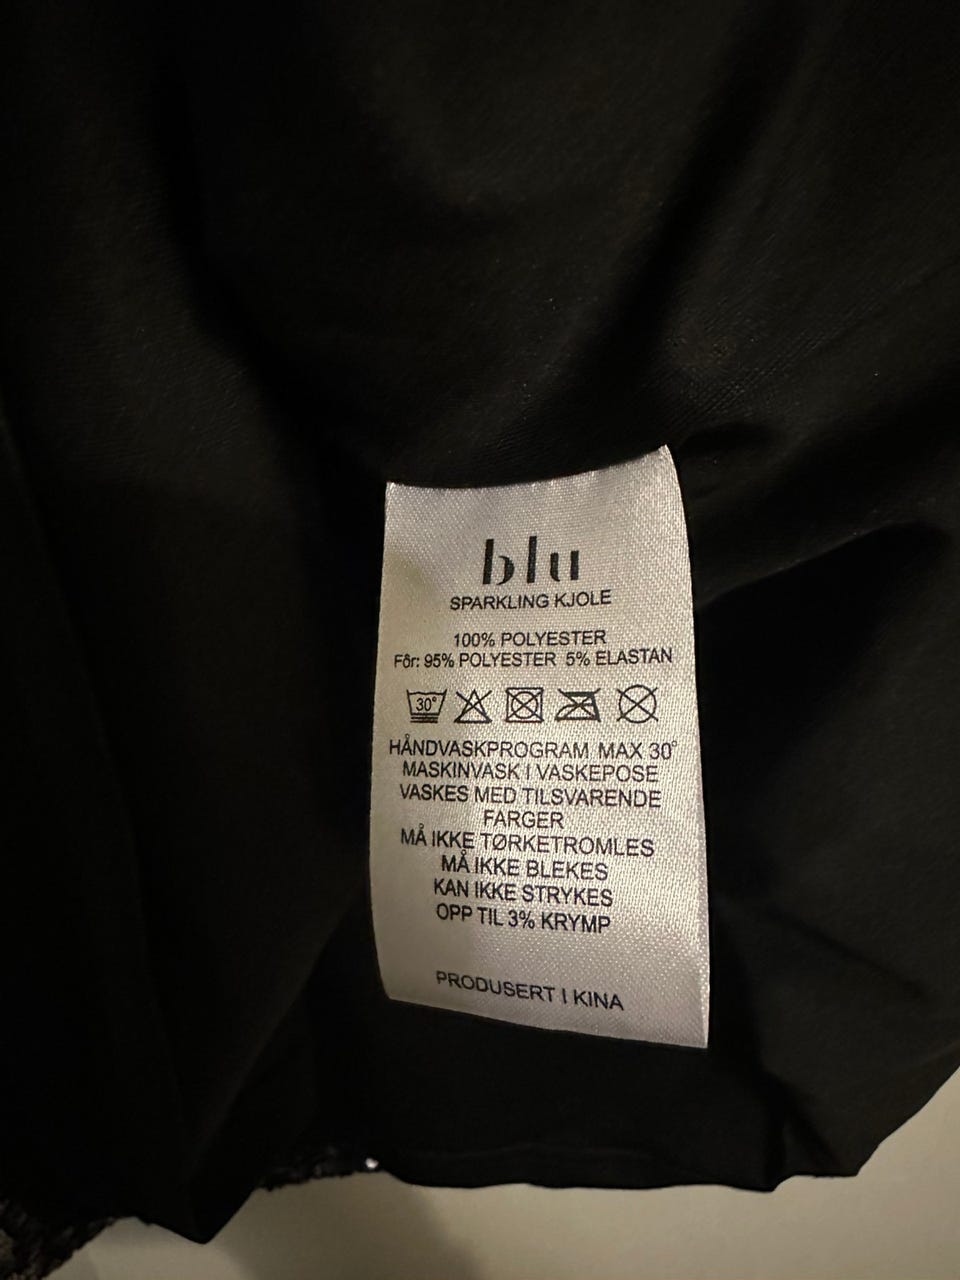 blu
SPARKLING KJOLE
100% POLYESTER
Fôr: 95% POLYESTER 5% ELASTAN
30°
HÅNDVASKPROGRAM MAX 30°
MASKINVASK I VASKEPOSE
VASKES MED TILSVARENDE
FARGER
MÅ IKKE TØRKETROMLES
MÅ IKKE BLEKES
KAN IKKE STRYKES
OPP TIL 3% KRYMP
PRODUSERT I KINA